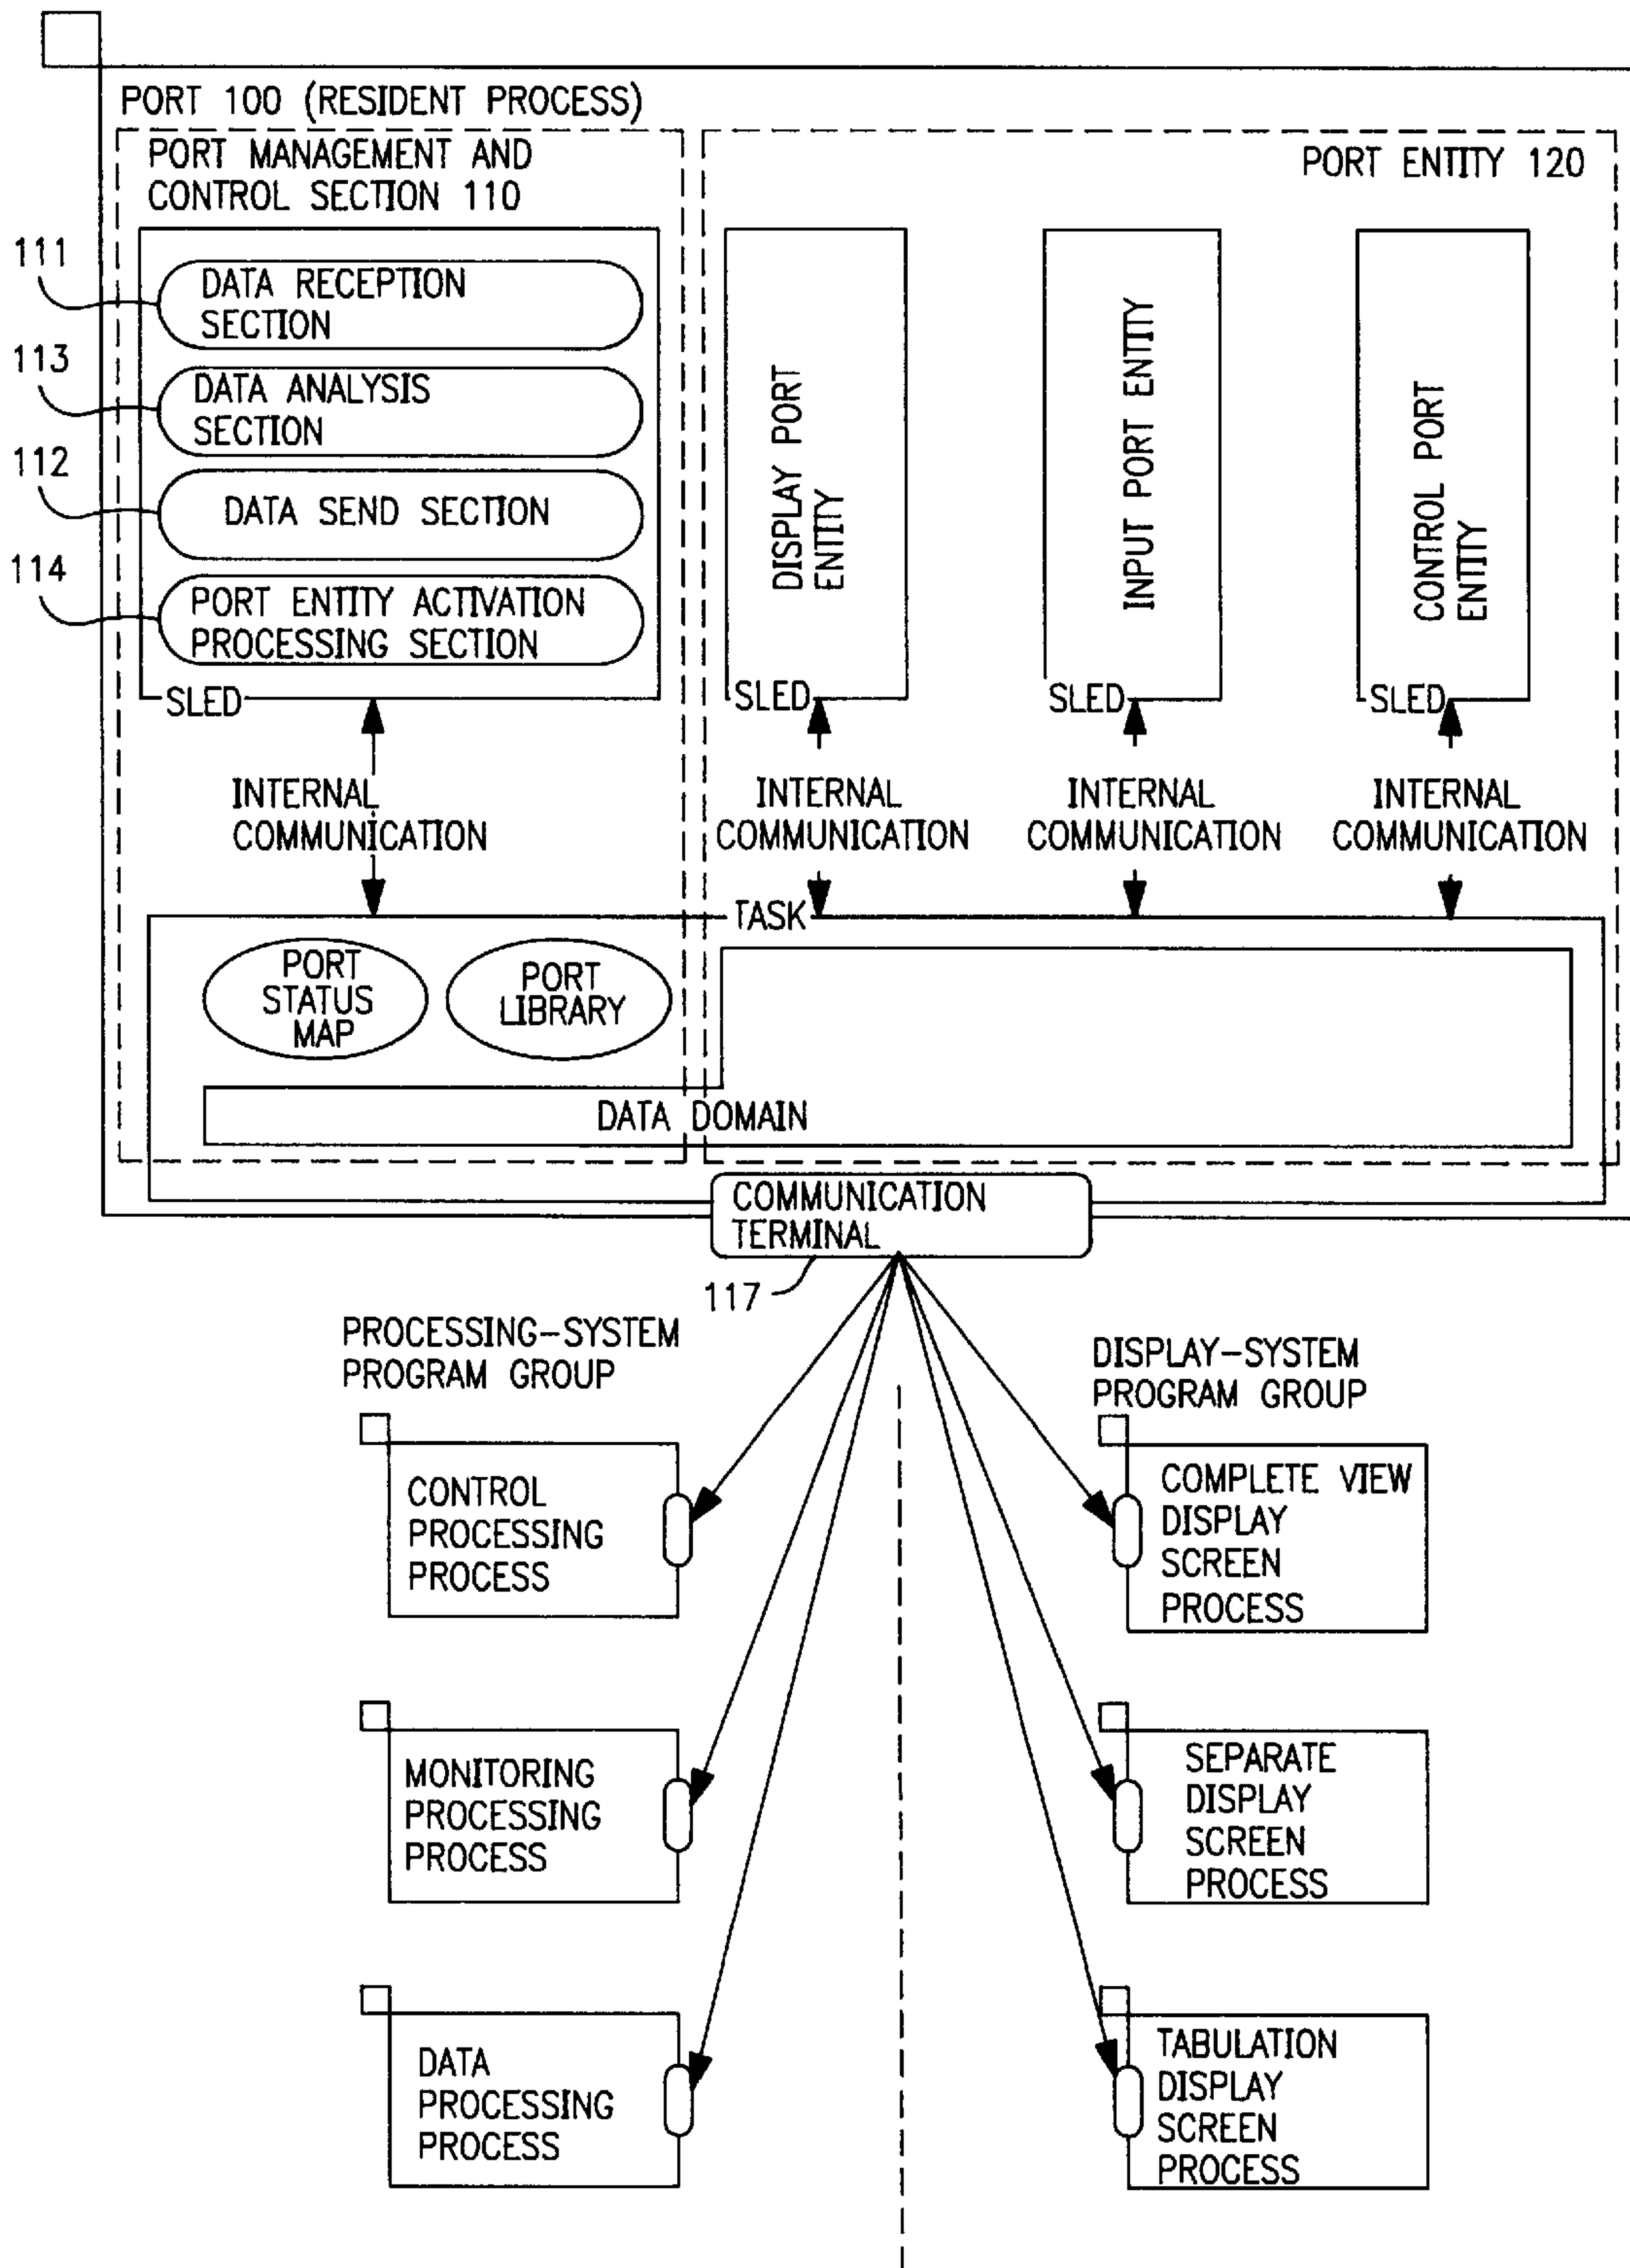 PORT 100 (RESIDENT PROCESS)
PORT MANAGEMENT AND
CONTROL SECTION 110
PORT ENTITY 120
111
DATA RECEPTION
SECTION
113
DATA ANALYSIS
SECTION
112
DATA SEND SECTION
114
PORT ENTITY ACTIVATION
PROCESSING SECTION
SLED
DISPLAY PORT
ENTITY
SLED
INPUT PORT ENTITY
SLED
CONTROL PORT
ENTITY
SLED
INTERNAL
COMMUNICATION
INTERNAL
COMMUNICATION
INTERNAL
COMMUNICATION
INTERNAL
COMMUNICATION
TASK
PORT
STATUS
MAP
PORT
LIBRARY
DATA DOMAIN
COMMUNICATION
TERMINAL
117
PROCESSING-SYSTEM
PROGRAM GROUP
DISPLAY-SYSTEM
PROGRAM GROUP
CONTROL
PROCESSING
PROCESS
COMPLETE VIEW
DISPLAY
SCREEN
PROCESS
MONITORING
PROCESSING
PROCESS
SEPARATE
DISPLAY
SCREEN
PROCESS
DATA
PROCESSING
PROCESS
TABULATION
DISPLAY
SCREEN
PROCESS